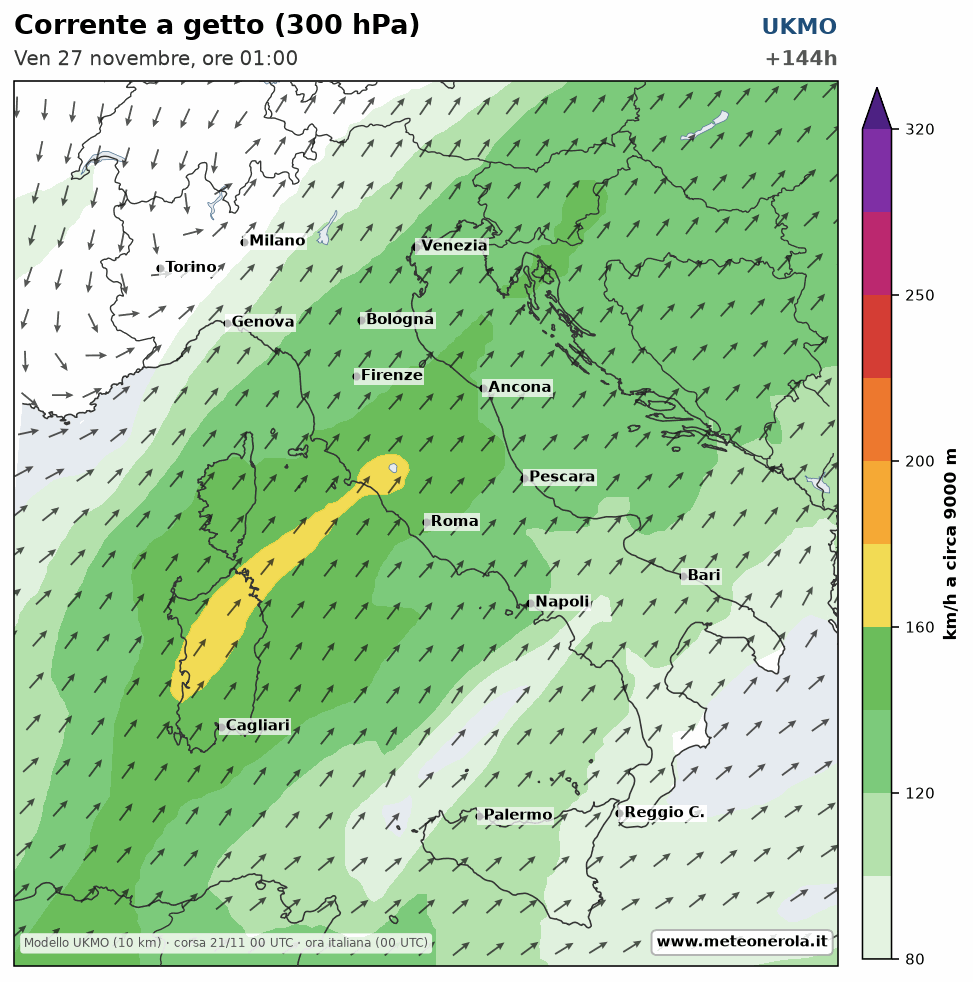 Corrente a getto (300 hPa)
UKMO
Ven 27 novembre, ore 01:00
+144h
320
Milano
Venezia
Torino
250
Genova
Bologna
Firenze
Ancona
200
Pescara
Roma
Bari
Napoli
160
km/h a circa 9000 m
Cagliari
120
Palermo
Reggio C.
Modello UKMO (10 km) · corsa 21/11 00 UTC · ora italiana (00 UTC)
www.meteonerola.it
80